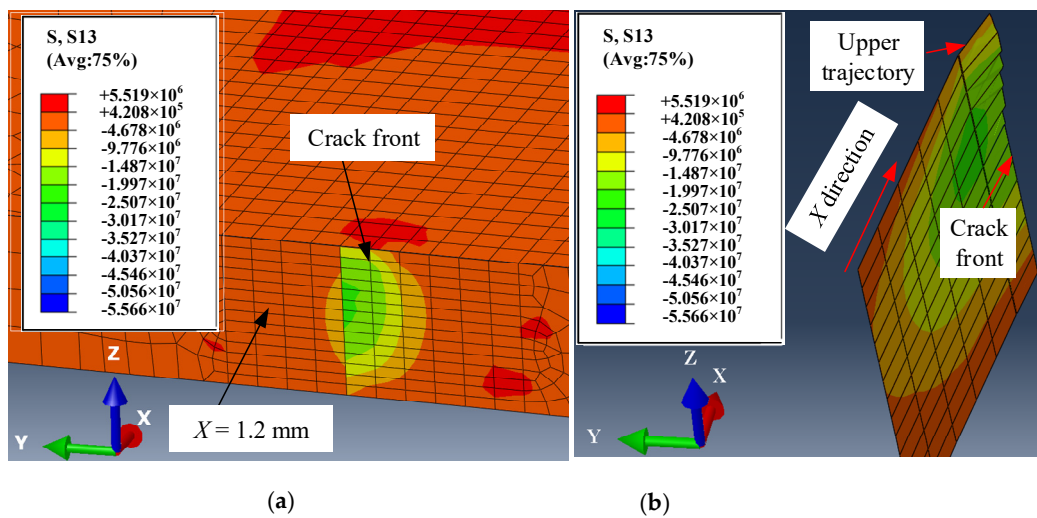 S, S13
(Avg:75%)
+5.519×10⁶
+4.208×10⁵
-4.678×10⁶
-9.776×10⁶
-1.487×10⁷
-1.997×10⁷
-2.507×10⁷
-3.017×10⁷
-3.527×10⁷
-4.037×10⁷
-4.546×10⁷
-5.056×10⁷
-5.566×10⁷
Crack front
X = 1.2 mm
Z
X
Y
(a)
S, S13
(Avg:75%)
+5.519×10⁶
+4.208×10⁵
-4.678×10⁶
-9.776×10⁶
-1.487×10⁷
-1.997×10⁷
-2.507×10⁷
-3.017×10⁷
-3.527×10⁷
-4.037×10⁷
-4.546×10⁷
-5.056×10⁷
-5.566×10⁷
Upper
trajectory
X direction
Crack
front
Z
X
Y
(b)